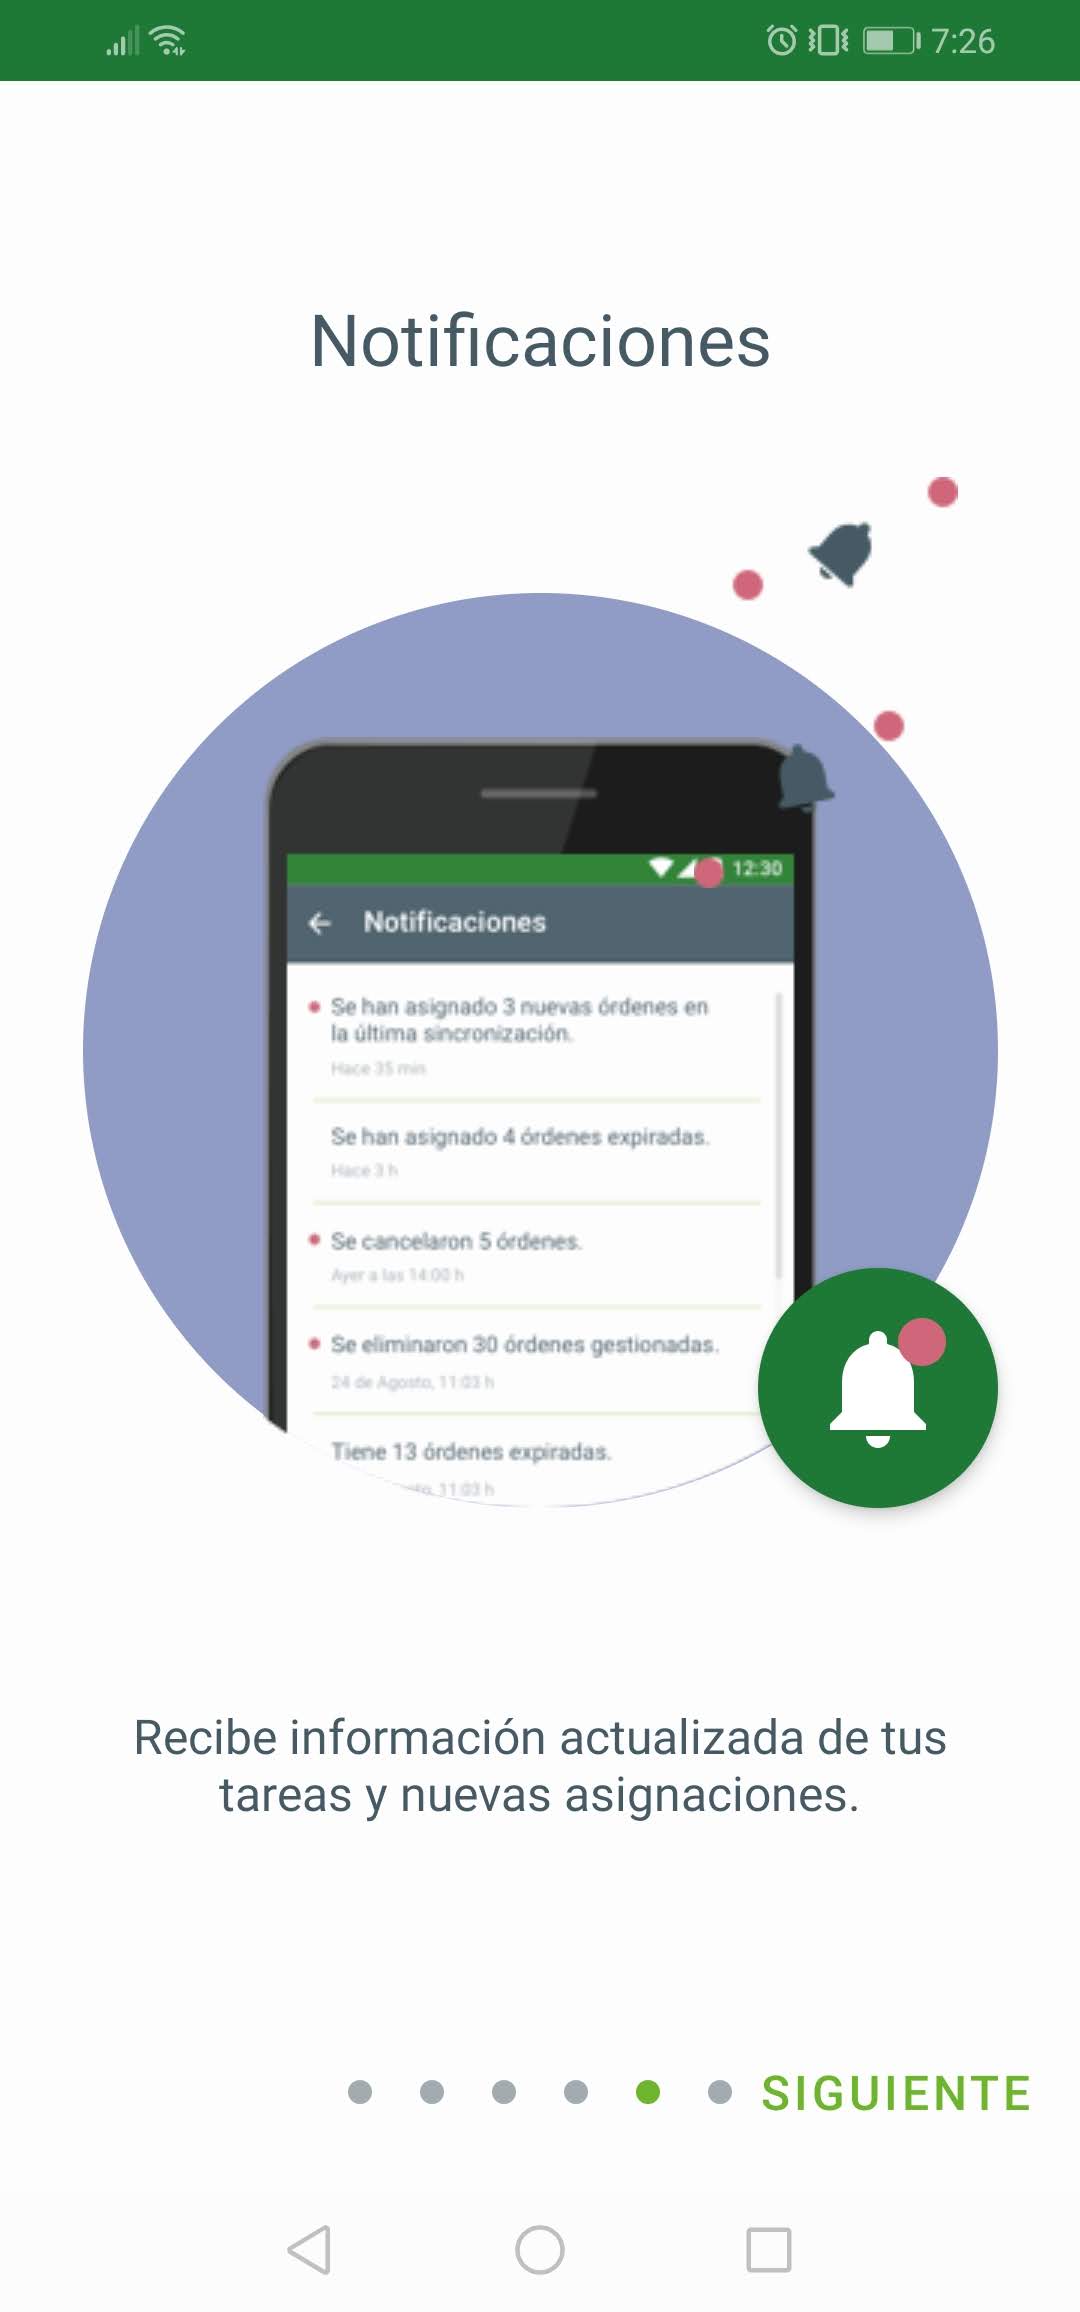 7:26
Notificaciones
12:30
Notificaciones
Se han asignado 3 nuevas órdenes en
la última sincronización.
Hace 35 min
Se han asignado 4 órdenes expiradas.
Hace 3 h
Se cancelaron 5 órdenes.
Ayer a las 14:00 h
Se eliminaron 30 órdenes gestionadas.
24 de Agosto, 11:03 h
Tiene 13 órdenes expiradas.
11:03 h
Recibe información actualizada de tus
tareas y nuevas asignaciones.
SIGUIENTE